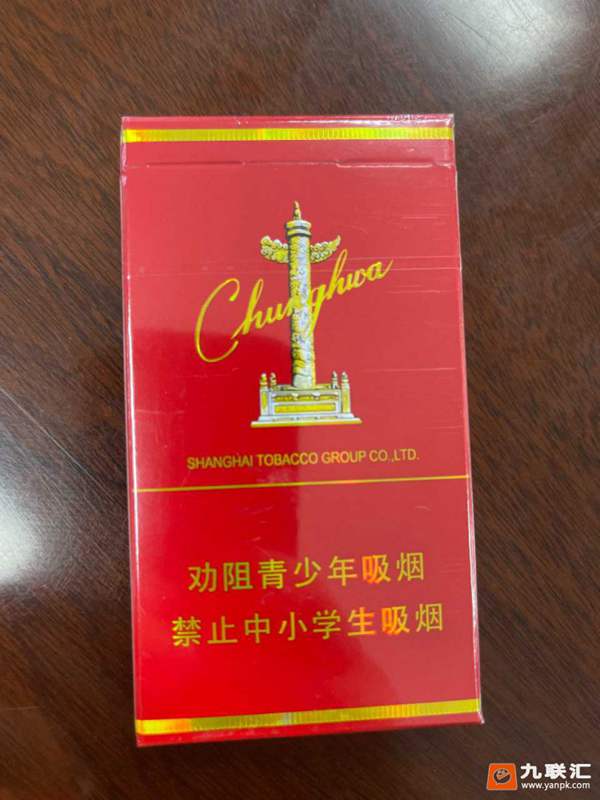 Chunghwa
SHANGHAI TOBACCO GROUP CO.,LTD.
劝阻青少年吸烟
禁止中小学生吸烟
九联汇
www.yanpk.com